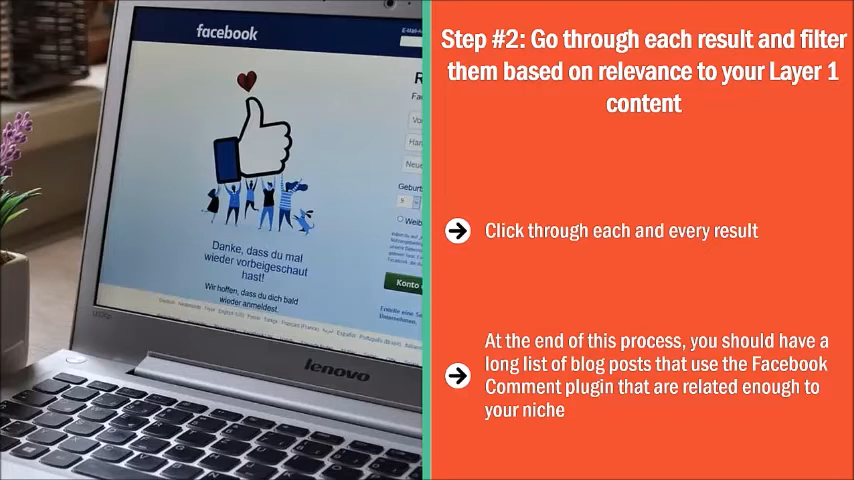 facebook
Danke, dass du mal
wieder vorbeigeschaut
hast!
Wir hoffen, dass du dich bald
wieder anmeldest.
Geburt
Weib
Konto
lenovo
Step #2: Go through each result and filter
them based on relevance to your Layer 1
content
Click through each and every result
At the end of this process, you should have a
long list of blog posts that use the Facebook
Comment plugin that are related enough to
your niche